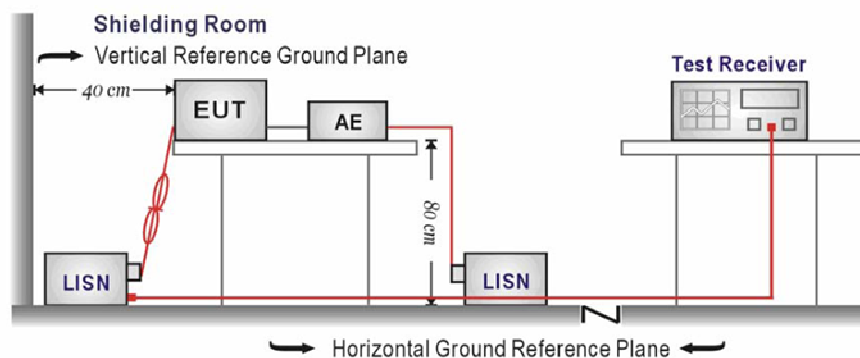 Shielding Room
Vertical Reference Ground Plane
40 cm
EUT
AE
Test Receiver
80 cm
LISN
LISN
Horizontal Ground Reference Plane